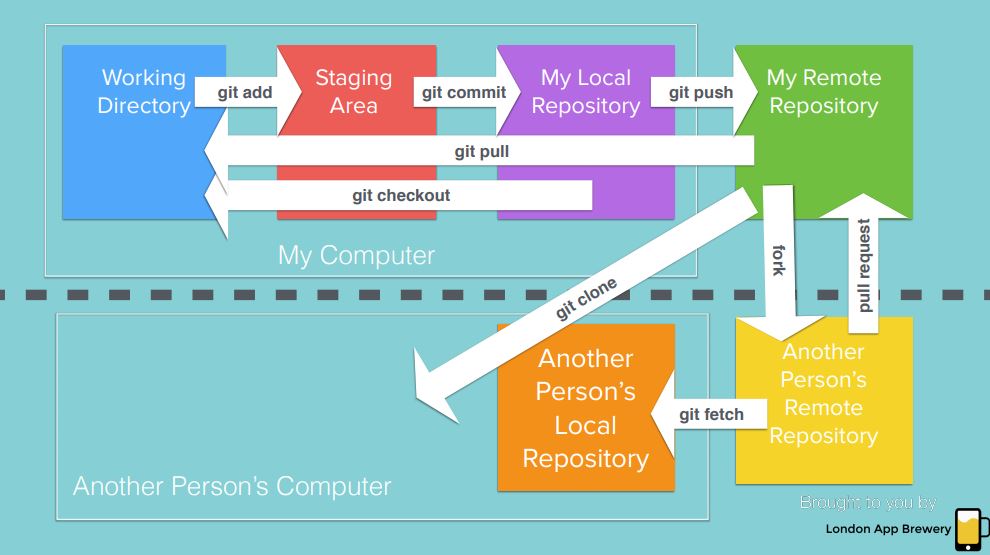 Working
Directory
git add
Staging
Area
git commit
My Local
Repository
git push
My Remote
Repository
git pull
git checkout
My Computer
git clone
fork
pull request
Another
Person's
Local
Repository
git fetch
Another
Person's
Remote
Repository
Another Person's Computer
Brought to you by
London App Brewery